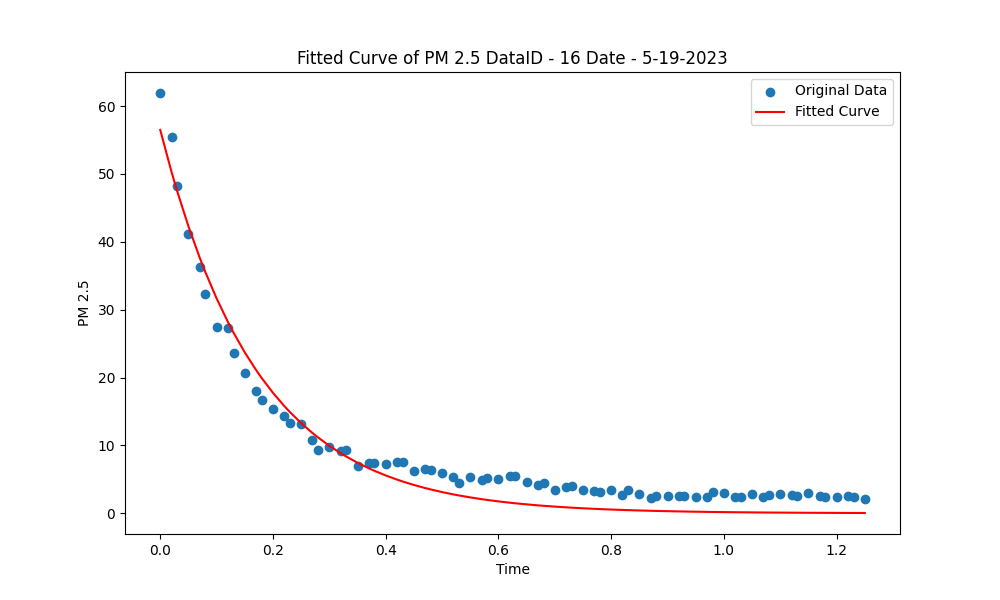 Fitted Curve of PM 2.5 DataID - 16 Date - 5-19-2023
Original Data
Fitted Curve
PM 2.5
60
50
40
30
20
10
0
0.0 0.2 0.4 0.6 0.8 1.0 1.2
Time